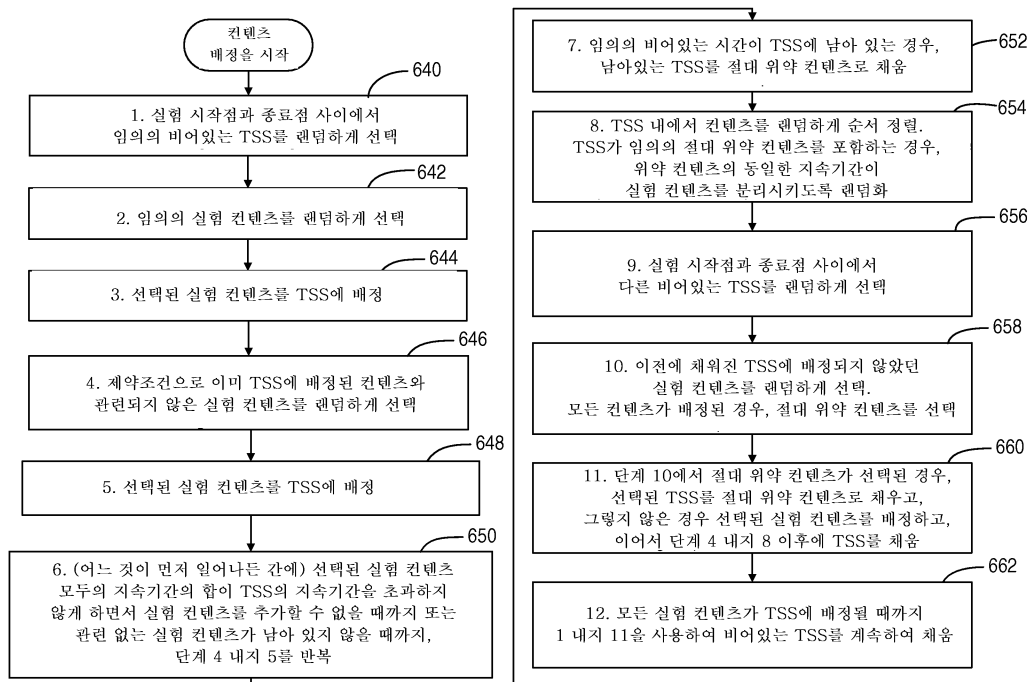 컨텐츠
배정을 시작
640
1. 실험 시작점과 종료점 사이에서
임의의 비어있는 TSS를 랜덤하게 선택
642
2. 임의의 실험 컨텐츠를 랜덤하게 선택
644
3. 선택된 실험 컨텐츠를 TSS에 배정
646
4. 제약조건으로 이미 TSS에 배정된 컨텐츠와
관련되지 않은 실험 컨텐츠를 랜덤하게 선택
648
5. 선택된 실험 컨텐츠를 TSS에 배정
650
6. (어느 것이 먼저 일어나든 간에) 선택된 실험 컨텐츠
모두의 지속기간의 합이 TSS의 지속기간을 초과하지
않게 하면서 실험 컨텐츠를 추가할 수 없을 때까지 또는
관련 없는 실험 컨텐츠가 남아 있지 않을 때까지,
단계 4 내지 5를 반복
652
7. 임의의 비어있는 시간이 TSS에 남아 있는 경우,
남아있는 TSS를 절대 위약 컨텐츠로 채움
654
8. TSS 내에서 컨텐츠를 랜덤하게 순서 정렬.
TSS가 임의의 절대 위약 컨텐츠를 포함하는 경우,
위약 컨텐츠의 동일한 지속기간이
실험 컨텐츠를 분리시키도록 랜덤화
656
9. 실험 시작점과 종료점 사이에서
다른 비어있는 TSS를 랜덤하게 선택
658
10. 이전에 채워진 TSS에 배정되지 않았던
실험 컨텐츠를 랜덤하게 선택.
모든 컨텐츠가 배정된 경우, 절대 위약 컨텐츠를 선택
660
11. 단계 10에서 절대 위약 컨텐츠가 선택된 경우,
선택된 TSS를 절대 위약 컨텐츠로 채우고,
그렇지 않은 경우 선택된 실험 컨텐츠를 배정하고,
이어서 단계 4 내지 8 이후에 TSS를 채움
662
12. 모든 실험 컨텐츠가 TSS에 배정될 때까지
1 내지 11을 사용하여 비어있는 TSS를 계속하여 채움